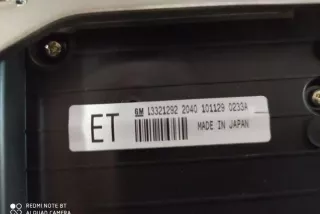 ET
GM 13321292 2040 101129 0233A
MADE IN JAPAN
REDMI NOTE 8T
AI QUAD CAMERA